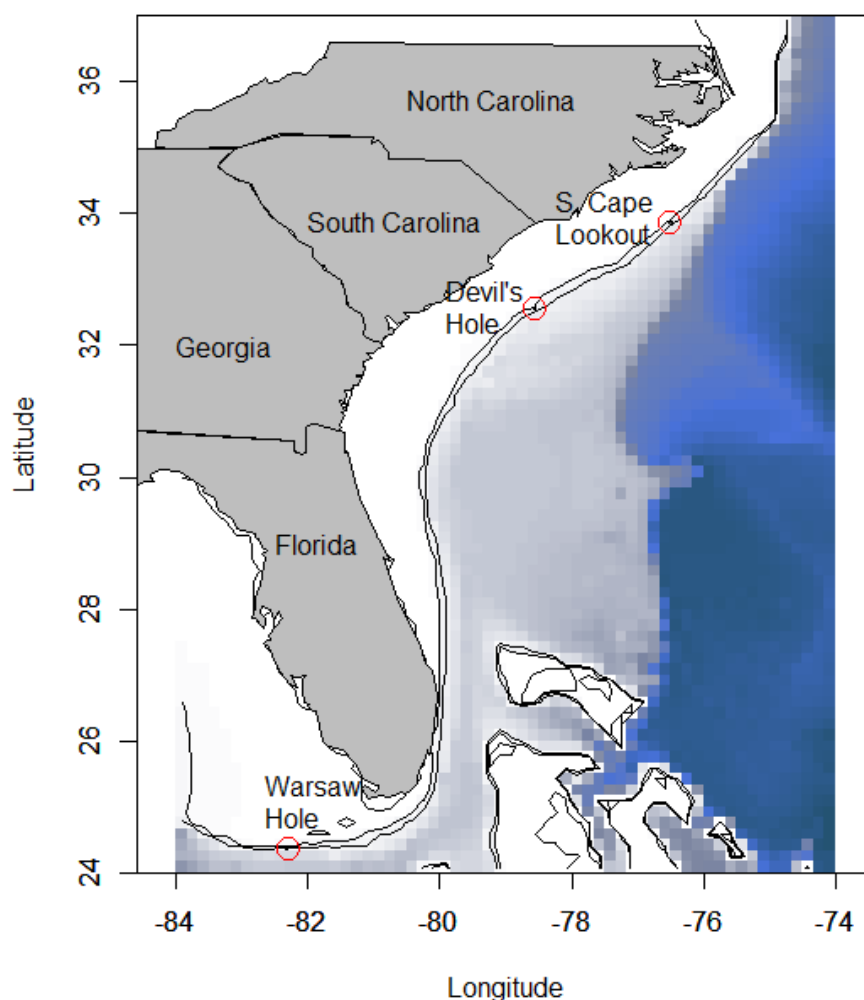 North Carolina
S. Cape
Lookout
South Carolina
Devil's
Hole
Georgia
Florida
Warsaw
Hole
Latitude
36
34
32
30
28
26
24
-84
-82
-80
-78
-76
-74
Longitude